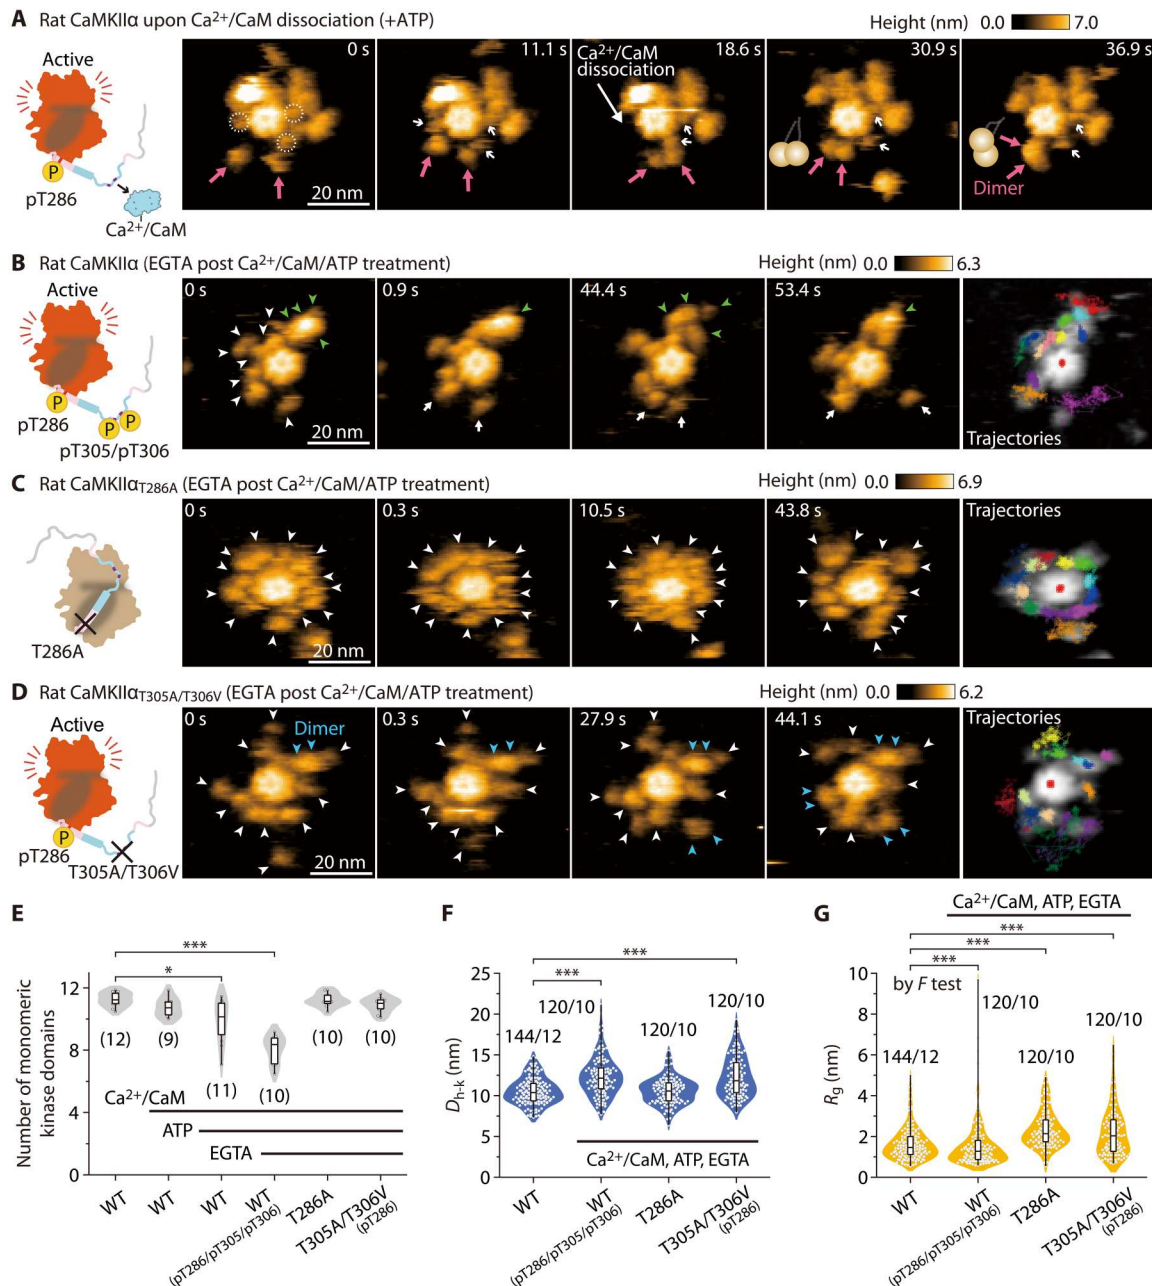 A Rat CaMKIIα upon Ca²⁺/CaM dissociation (+ATP)
Height (nm) 0.0 7.0
Active
P
pT286
Ca²⁺/CaM
0 s
20 nm
11.1 s
18.6 s
Ca²⁺/CaM
dissociation
30.9 s
36.9 s
Dimer
B Rat CaMKIIα (EGTA post Ca²⁺/CaM/ATP treatment)
Height (nm) 0.0 6.3
Active
P
pT286
P P
pT305/pT306
0 s
20 nm
0.9 s
44.4 s
53.4 s
Trajectories
C Rat CaMKIIα_T286A (EGTA post Ca²⁺/CaM/ATP treatment)
Height (nm) 0.0 6.9
T286A
0 s
20 nm
0.3 s
10.5 s
43.8 s
Trajectories
D Rat CaMKIIα_T305A/T306V (EGTA post Ca²⁺/CaM/ATP treatment)
Height (nm) 0.0 6.2
Active
P
pT286
T305A/T306V
0 s
Dimer
20 nm
0.3 s
27.9 s
44.1 s
Trajectories
E
Number of monomeric
kinase domains
12
8
4
0
***
*
(12)
(9)
(11)
(10)
(10)
(10)
Ca²⁺/CaM
ATP
EGTA
WT
WT
WT
WT
(pT286/pT305/pT306)
T286A
T305A/T306V
(pT286)
F
D_h-k (nm)
25
20
15
10
5
0
***
***
144/12
120/10
120/10
120/10
Ca²⁺/CaM, ATP, EGTA
WT
WT
(pT286/pT305/pT306)
T286A
T305A/T306V
(pT286)
G
Ca²⁺/CaM, ATP, EGTA
R_g (nm)
10
8
6
4
2
0
***
***
***
by F test
144/12
120/10
120/10
120/10
WT
WT
(pT286/pT305/pT306)
T286A
T305A/T306V
(pT286)